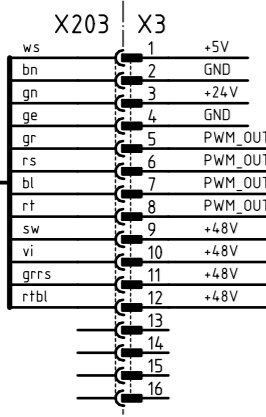 X203 X3
ws 1 +5V
bn 2 GND
gn 3 +24V
ge 4 GND
gr 5 PWM_OUT
rs 6 PWM_OUT
bl 7 PWM_OUT
rt 8 PWM_OUT
sw 9 +48V
vi 10 +48V
grrs 11 +48V
rtbl 12 +48V
13
14
15
16